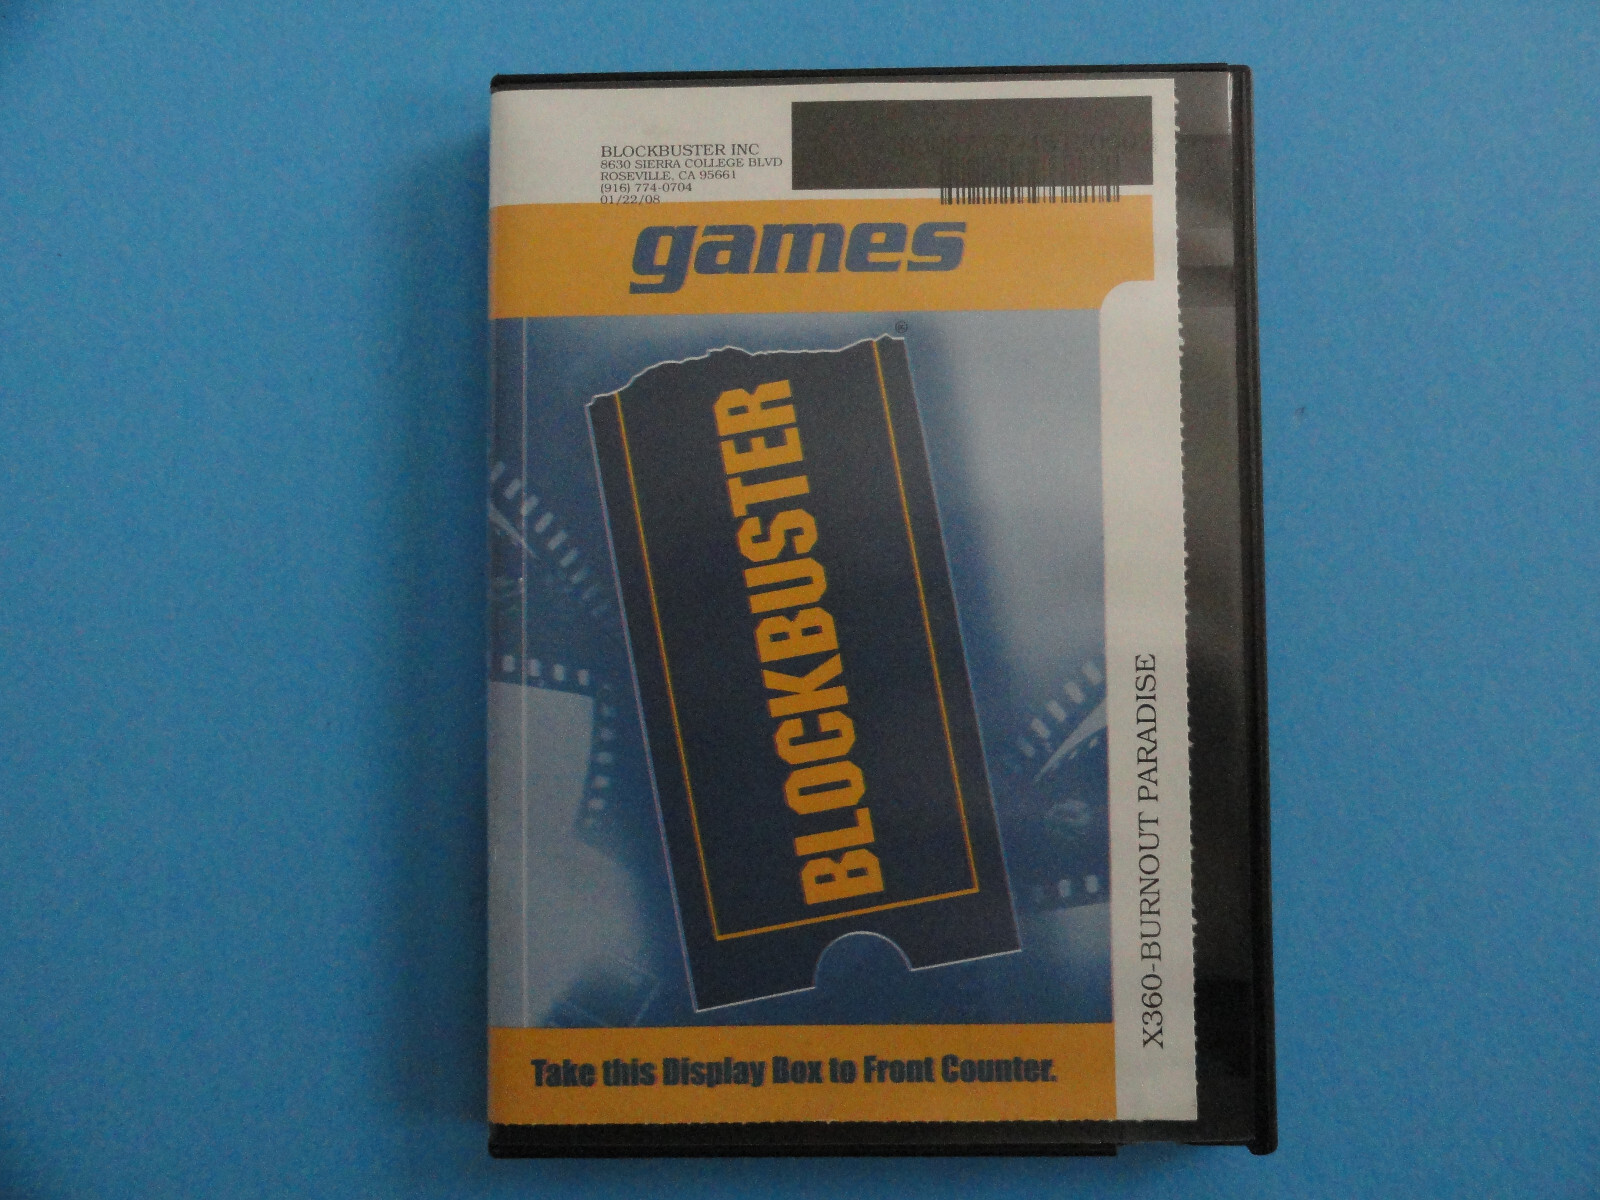 BLOCKBUSTER INC
8630 SIERRA COLLEGE BLVD
ROSEVILLE, CA 95661
(916) 774-0704
01/22/08
games
®
BLOCKBUSTER
X360-BURNOUT PARADISE
Take this Display Box to Front Counter.